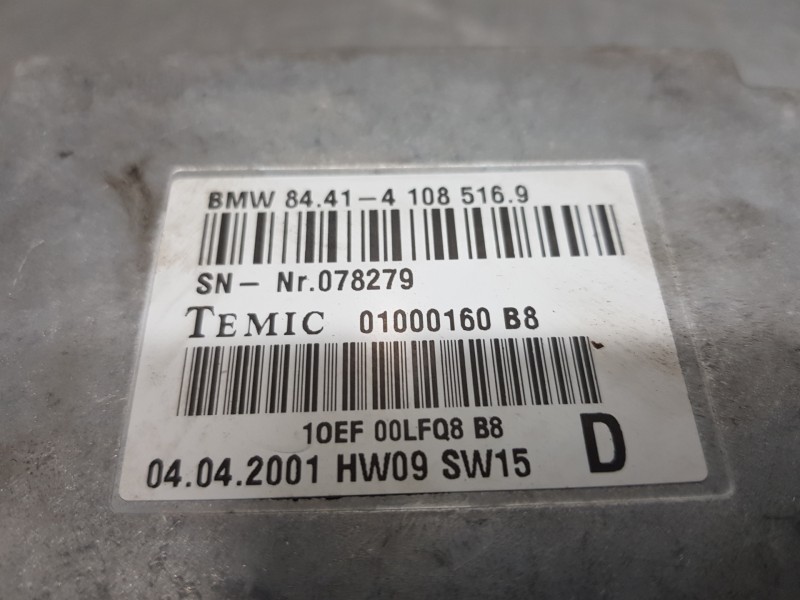 BMW 84.41-4 108 516.9
SN- Nr.078279
TEMIC 01000160 B8
10EF 00LFQ8 B8
04.04.2001 HW09 SW15 D